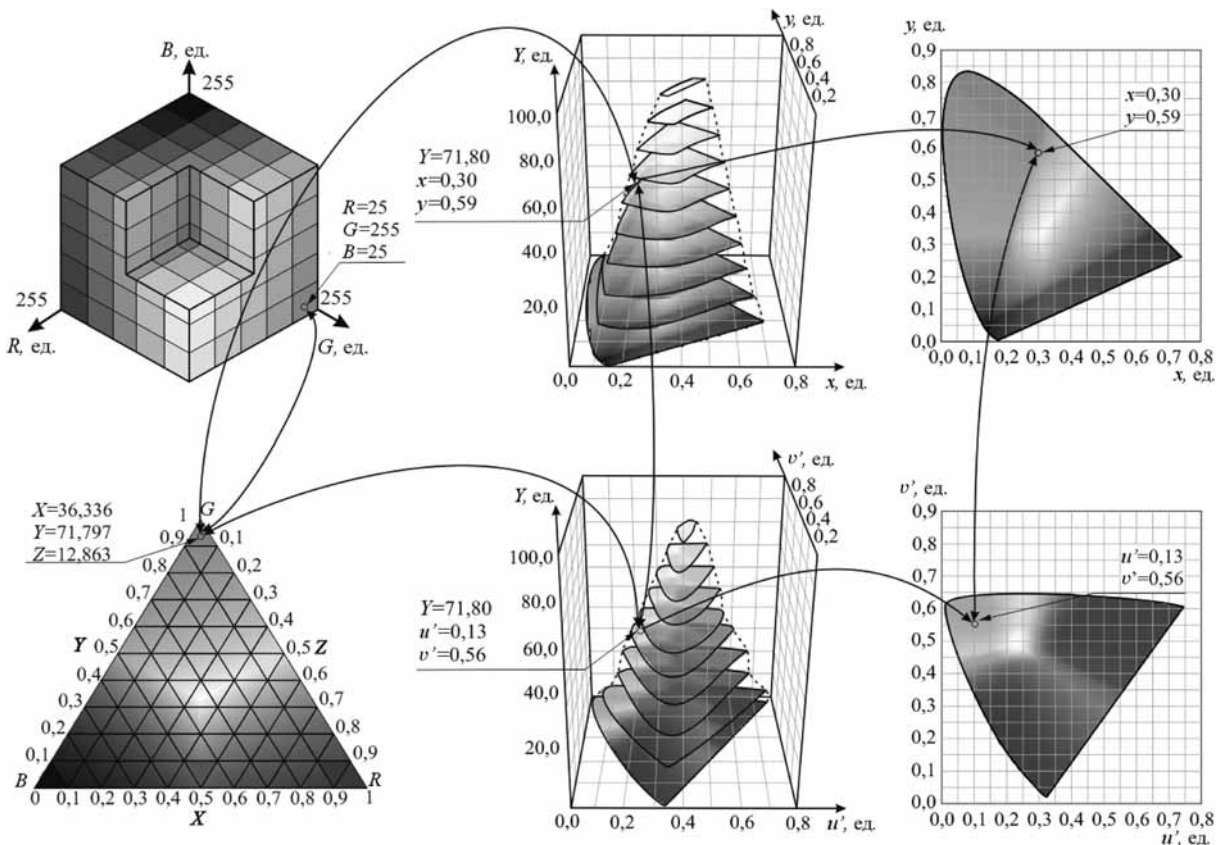 B, ед.
255
255
R, ед.
255
G, ед.
R=25
G=255
B=25
Y, ед.
100,0
80,0
60,0
40,0
20,0
y, ед.
0,8
0,6
0,4
0,2
Y=71,80
x=0,30
y=0,59
0,0 0,2 0,4 0,6 0,8
x, ед.
y, ед.
0,9
0,8
0,7
0,6
0,5
0,4
0,3
0,2
0,1
0,0
x=0,30
y=0,59
0,0 0,1 0,2 0,3 0,4 0,5 0,6 0,7 0,8
x, ед.
X=36,336
Y=71,797
Z=12,863
1 G
0,9 0,1
0,8 0,2
0,7 0,3
0,6 0,4
Y 0,5 0,5 Z
0,4 0,6
0,3 0,7
0,2 0,8
0,1 0,9
B R
0 0,1 0,2 0,3 0,4 0,5 0,6 0,7 0,8 0,9 1
X
Y, ед.
100,0
80,0
60,0
40,0
20,0
v', ед.
0,8
0,6
0,4
0,2
Y=71,80
u'=0,13
v'=0,56
0,0 0,2 0,4 0,6 0,8
u', ед.
v', ед.
0,9
0,8
0,7
0,6
0,5
0,4
0,3
0,2
0,1
0,0
u'=0,13
v'=0,56
0,0 0,1 0,2 0,3 0,4 0,5 0,6 0,7 0,8
u', ед.